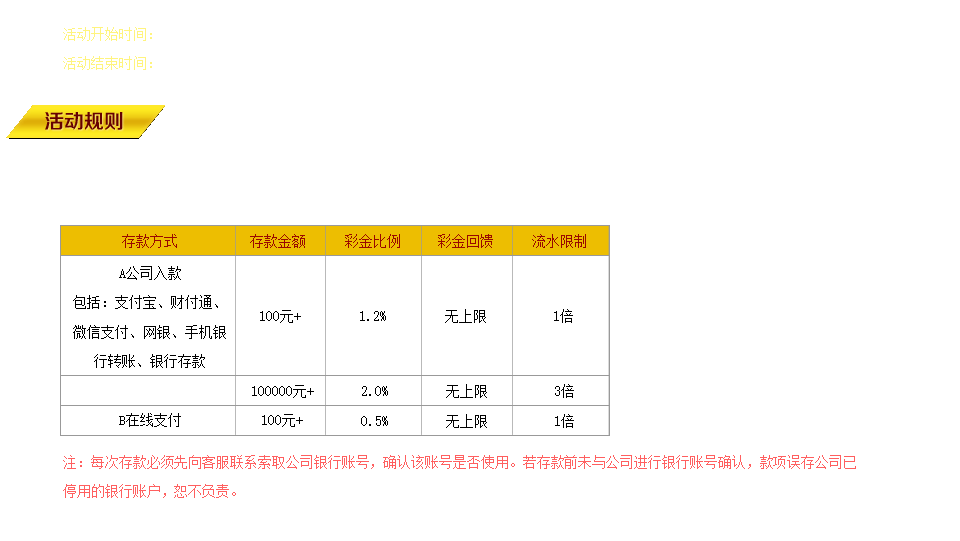 活动开始时间：
活动结束时间：
活动规则
存款方式 存款金额 彩金比例 彩金回馈 流水限制
A公司入款
包括：支付宝、财付通、
微信支付、网银、手机银
行转账、银行存款
100元+ 1.2% 无上限 1倍
100000元+ 2.0% 无上限 3倍
B在线支付 100元+ 0.5% 无上限 1倍
注：每次存款必须先向客服联系索取公司银行账号，确认该账号是否使用。若存款前未与公司进行银行账号确认，款项误存公司已
停用的银行账户，恕不负责。